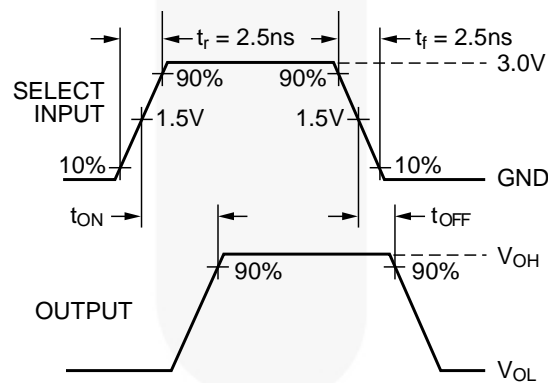 tr = 2.5ns
tf = 2.5ns
90%
90%
3.0V
SELECT
INPUT
1.5V
1.5V
10%
10%
GND
tON
tOFF
VOH
90%
90%
OUTPUT
VOL